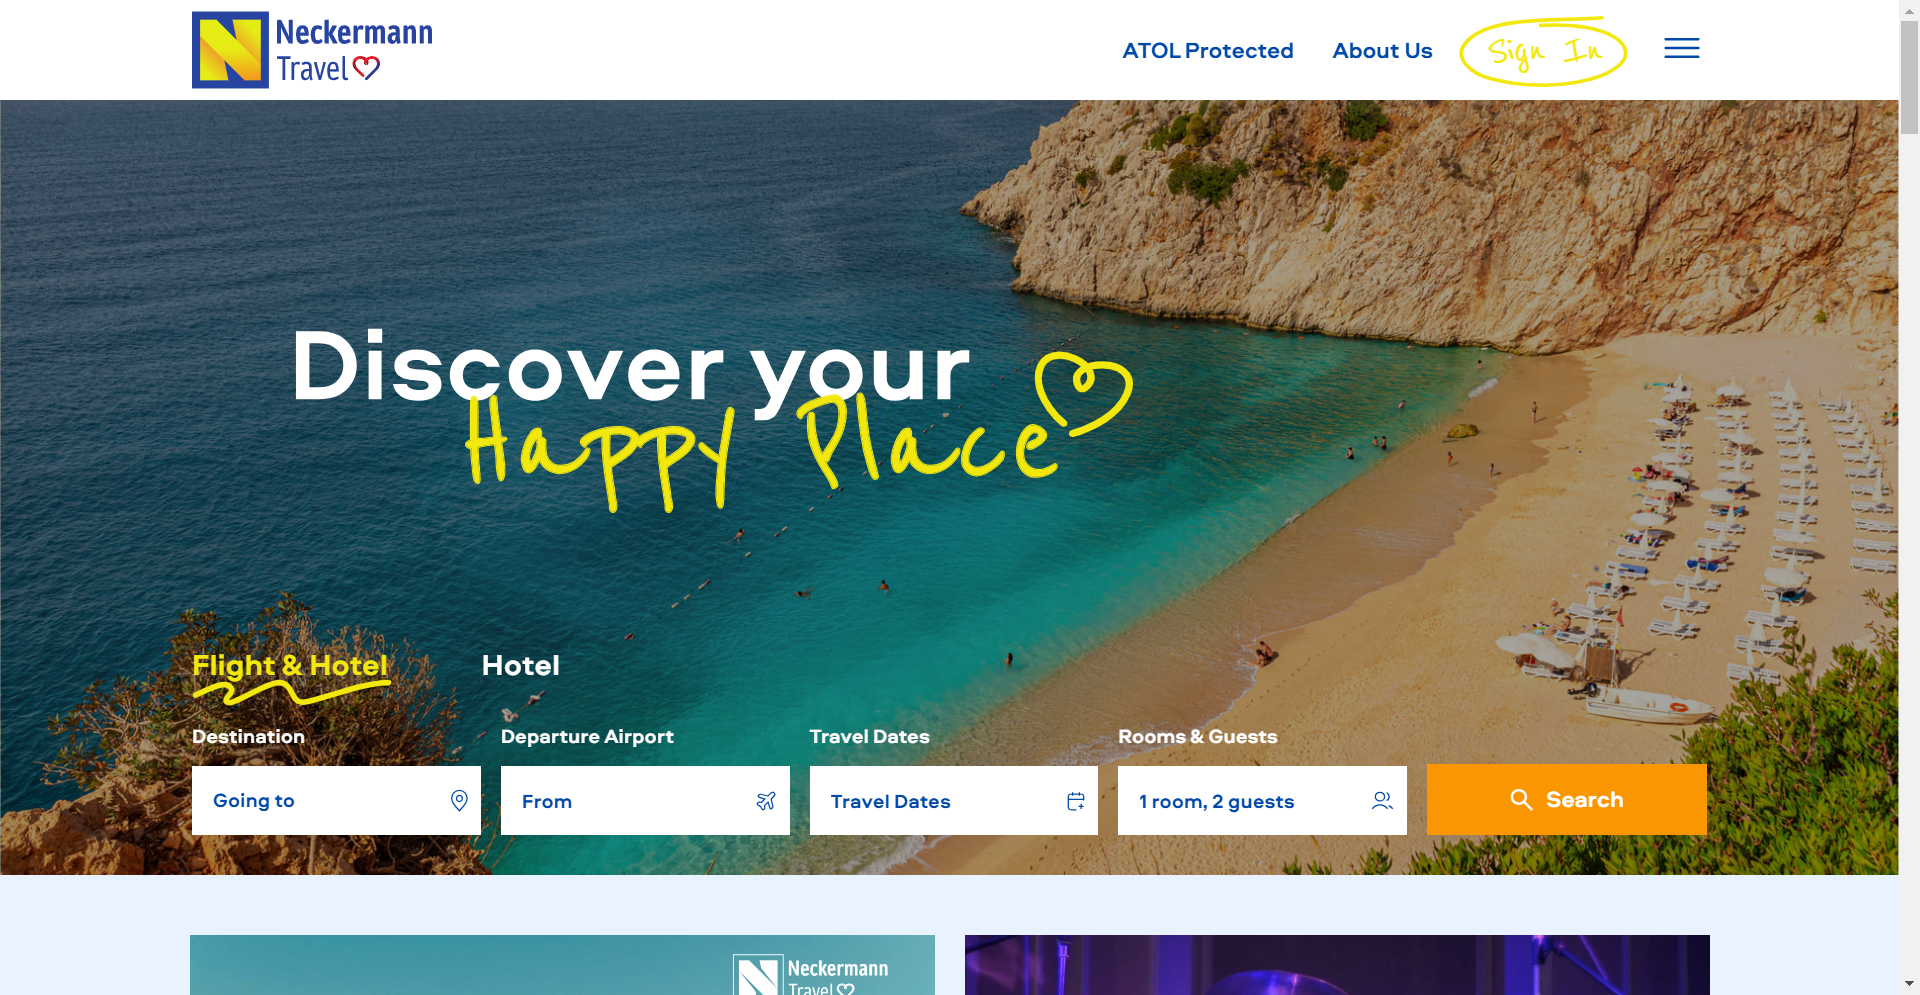 Neckermann
Travel
ATOL Protected
About Us
Sign In
Discover your
Happy Place
Flight & Hotel
Hotel
Destination
Departure Airport
Travel Dates
Rooms & Guests
Going to
From
Travel Dates
1 room, 2 guests
Search
Neckermann
Travel